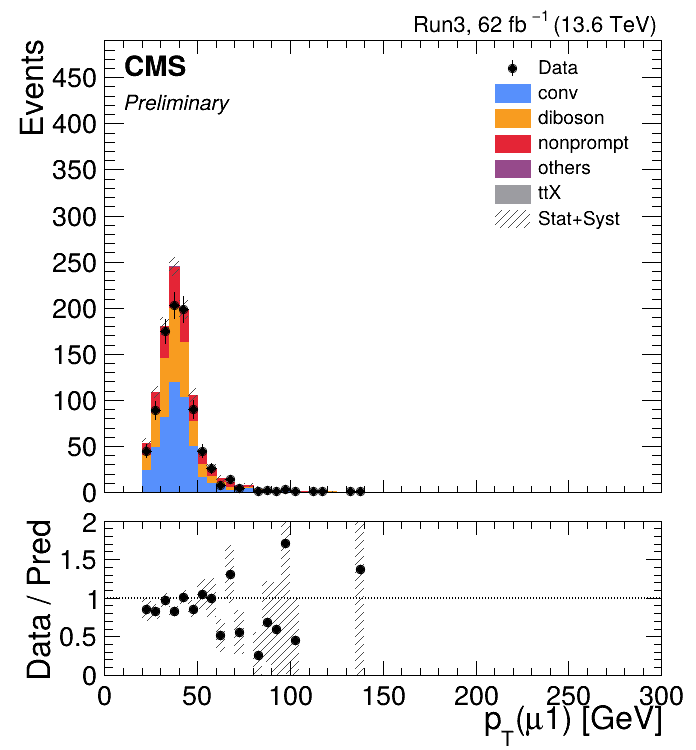 Run3, 62 fb⁻¹ (13.6 TeV)
Events
CMS
Preliminary
Data
conv
diboson
nonprompt
others
ttX
Stat+Syst
450
400
350
300
250
200
150
100
50
0
Data / Pred
2
1.5
1
0.5
0
0 50 100 150 200 250 300
p_T(μ1) [GeV]